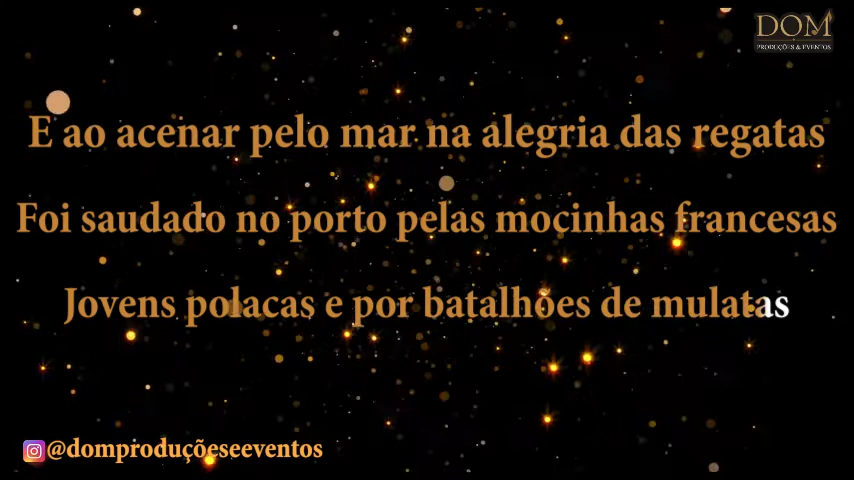 DOM
PRODUÇÕES & EVENTOS
E ao acenar pelo mar na alegria das regatas
Foi saudado no porto pelas mocinhas francesas
Jovens polacas e por batalhões de mulatas
@domproduçõeseeventos